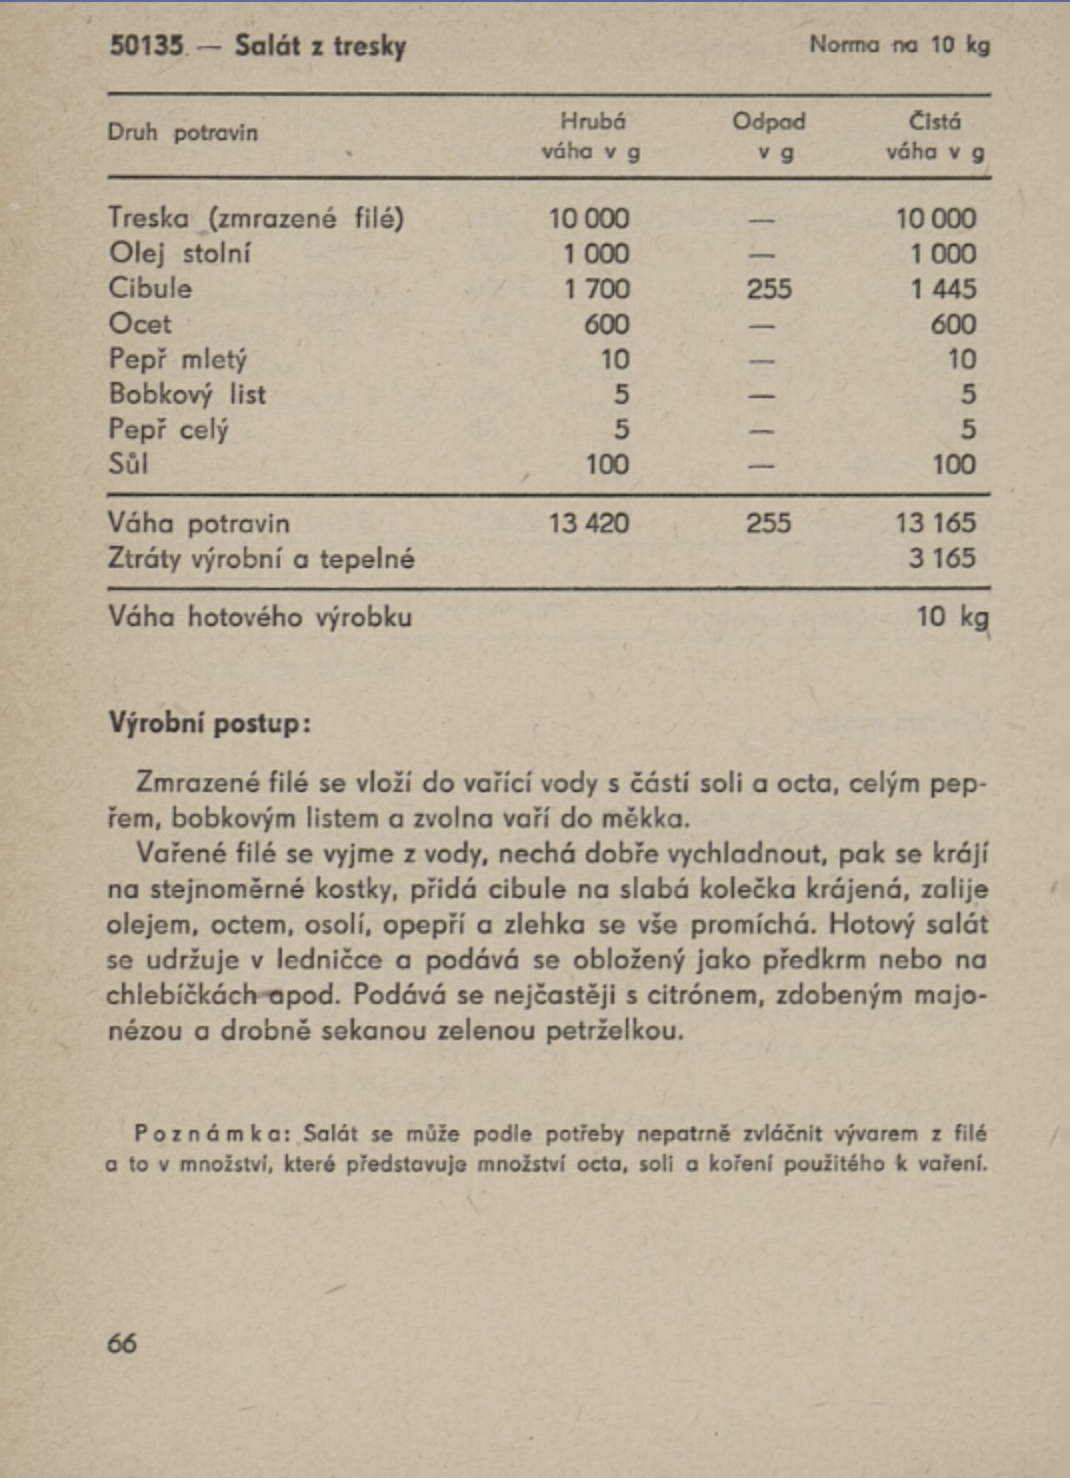 50135 — Salát z tresky Norma na 10 kg
Druh potravin Hrubá váha v g Odpad v g Čistá váha v g
Treska (zmrazené filé) 10 000 — 10 000
Olej stolní 1 000 — 1 000
Cibule 1 700 255 1 445
Ocet 600 — 600
Pepř mletý 10 — 10
Bobkový list 5 — 5
Pepř celý 5 — 5
Sůl 100 — 100
Váha potravin 13 420 255 13 165
Ztráty výrobní a tepelné 3 165
Váha hotového výrobku 10 kg
Výrobní postup:
Zmrazené filé se vloží do vařící vody s částí soli a octa, celým pep-
řem, bobkovým listem a zvolna vaří do měkka.
Vařené filé se vyjme z vody, nechá dobře vychladnout, pak se krájí
na stejnoměrné kostky, přidá cibule na slabá kolečka krájená, zalije
olejem, octem, osolí, opepří a zlehka se vše promíchá. Hotový salát
se udržuje v ledničce a podává se obložený jako předkrm nebo na
chlebíčkách apod. Podává se nejčastěji s citrónem, zdobeným majo-
nézou a drobně sekanou zelenou petrželkou.
Poznámka: Salát se může podle potřeby nepatrně zvláčnit vývarem z filé
a to v množství, které představuje množství octa, soli a koření použitého k vaření.
66